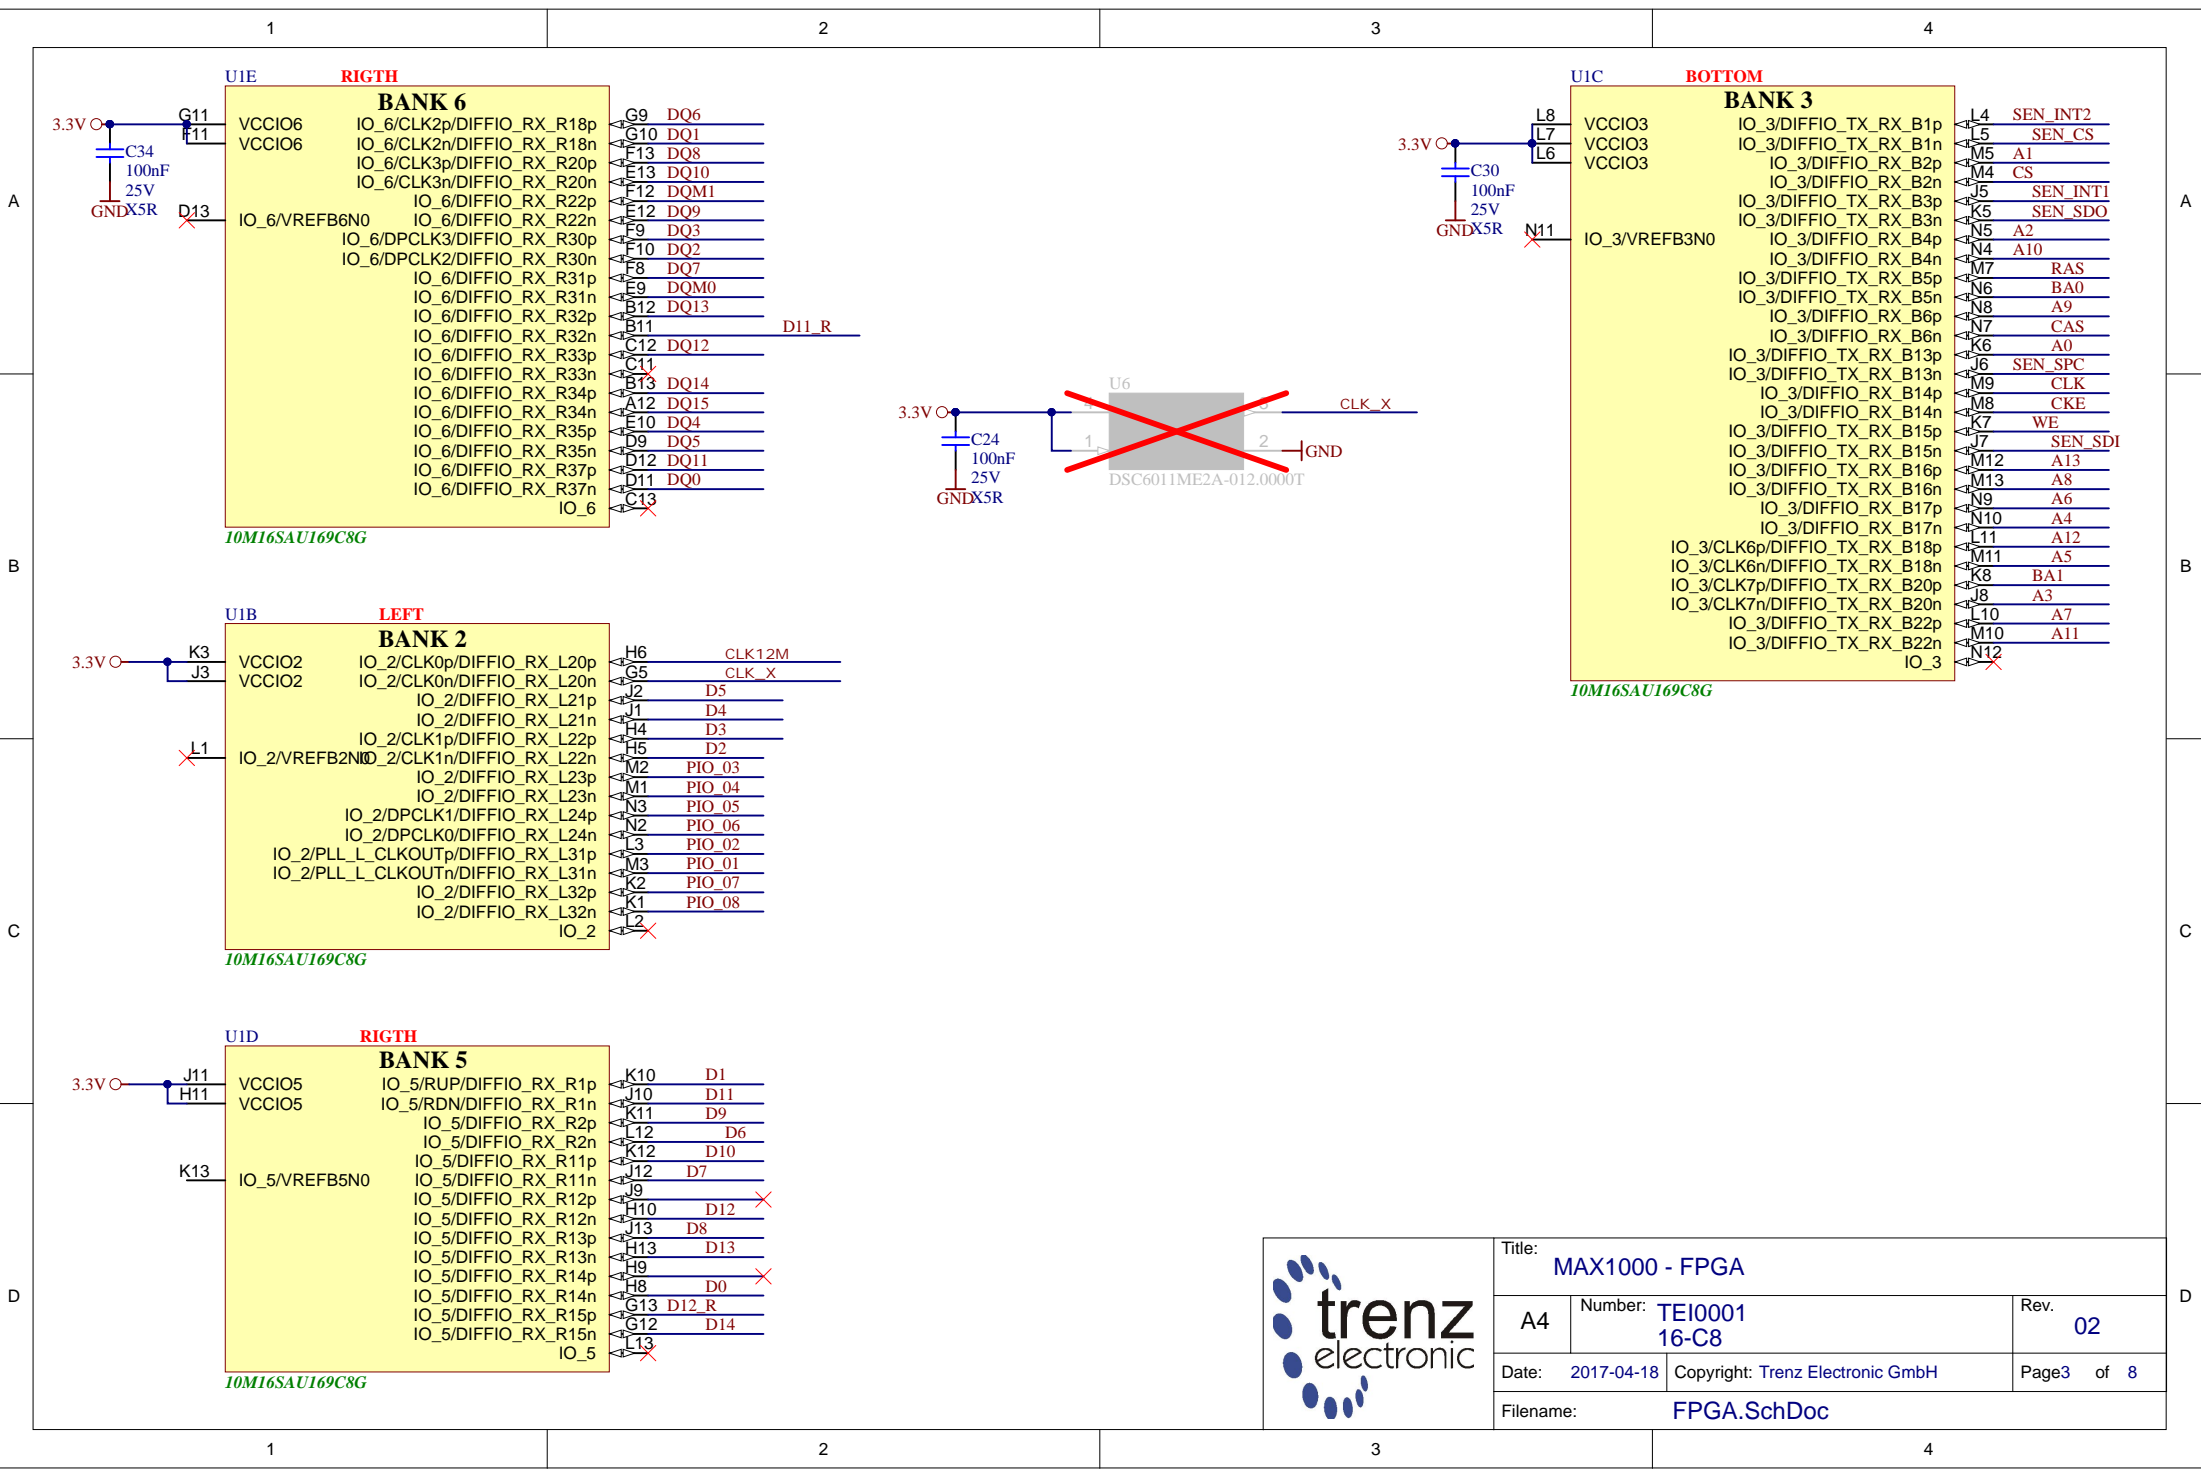 1 2 3 4
A
B
C
D
U1E RIGTH
BANK 6
3.3V
C34
100nF
25V
X5R
GND
G11 VCCIO6
F11 VCCIO6
D13 IO_6/VREFB6N0
IO_6/CLK2p/DIFFIO_RX_R18p G9 DQ6
IO_6/CLK2n/DIFFIO_RX_R18n G10 DQ1
IO_6/CLK3p/DIFFIO_RX_R20p F13 DQ8
IO_6/CLK3n/DIFFIO_RX_R20n E13 DQ10
IO_6/DIFFIO_RX_R22p F12 DQM1
IO_6/DIFFIO_RX_R22n E12 DQ9
IO_6/DPCLK3/DIFFIO_RX_R30p F9 DQ3
IO_6/DPCLK2/DIFFIO_RX_R30n F10 DQ2
IO_6/DIFFIO_RX_R31p F8 DQ7
IO_6/DIFFIO_RX_R31n E9 DQM0
IO_6/DIFFIO_RX_R32p B12 DQ13
IO_6/DIFFIO_RX_R32n B11 D11_R
IO_6/DIFFIO_RX_R33p C12 DQ12
IO_6/DIFFIO_RX_R33n C11
IO_6/DIFFIO_RX_R34p B13 DQ14
IO_6/DIFFIO_RX_R34n A12 DQ15
IO_6/DIFFIO_RX_R35p E10 DQ4
IO_6/DIFFIO_RX_R35n D9 DQ5
IO_6/DIFFIO_RX_R37p D12 DQ11
IO_6/DIFFIO_RX_R37n D11 DQ0
IO_6 C13
10M16SAU169C8G
U6
3.3V
4 3 CLK_X
1 2 GND
C24
100nF
25V
X5R
GND
DSC6011ME2A-012.0000T
U1C BOTTOM
BANK 3
3.3V
C30
100nF
25V
X5R
GND
L8 VCCIO3
L7 VCCIO3
L6 VCCIO3
N11 IO_3/VREFB3N0
IO_3/DIFFIO_TX_RX_B1p L4 SEN_INT2
IO_3/DIFFIO_TX_RX_B1n L5 SEN_CS
IO_3/DIFFIO_RX_B2p M5 A1
IO_3/DIFFIO_RX_B2n M4 CS
IO_3/DIFFIO_TX_RX_B3p J5 SEN_INT1
IO_3/DIFFIO_TX_RX_B3n K5 SEN_SDO
IO_3/DIFFIO_RX_B4p N5 A2
IO_3/DIFFIO_RX_B4n N4 A10
IO_3/DIFFIO_TX_RX_B5p M7 RAS
IO_3/DIFFIO_TX_RX_B5n N6 BA0
IO_3/DIFFIO_RX_B6p N8 A9
IO_3/DIFFIO_RX_B6n N7 CAS
IO_3/DIFFIO_TX_RX_B13p K6 A0
IO_3/DIFFIO_TX_RX_B13n J6 SEN_SPC
IO_3/DIFFIO_RX_B14p M9 CLK
IO_3/DIFFIO_RX_B14n M8 CKE
IO_3/DIFFIO_TX_RX_B15p K7 WE
IO_3/DIFFIO_TX_RX_B15n J7 SEN_SDI
IO_3/DIFFIO_RX_B16p M12 A13
IO_3/DIFFIO_RX_B16n M13 A8
IO_3/DIFFIO_RX_B17p N9 A6
IO_3/DIFFIO_RX_B17n N10 A4
IO_3/CLK6p/DIFFIO_TX_RX_B18p L11 A12
IO_3/CLK6n/DIFFIO_TX_RX_B18n M11 A5
IO_3/CLK7p/DIFFIO_TX_RX_B20p K8 BA1
IO_3/CLK7n/DIFFIO_TX_RX_B20n J8 A3
IO_3/DIFFIO_TX_RX_B22p L10 A7
IO_3/DIFFIO_TX_RX_B22n M10 A11
IO_3 N12
10M16SAU169C8G
U1B LEFT
BANK 2
3.3V
K3 VCCIO2
J3 VCCIO2
L1 IO_2/VREFB2N0
IO_2/CLK0p/DIFFIO_RX_L20p H6 CLK12M
IO_2/CLK0n/DIFFIO_RX_L20n G5 CLK_X
IO_2/DIFFIO_RX_L21p J2 D5
IO_2/DIFFIO_RX_L21n J1 D4
IO_2/CLK1p/DIFFIO_RX_L22p H4 D3
IO_2/CLK1n/DIFFIO_RX_L22n H5 D2
IO_2/DIFFIO_RX_L23p M2 PIO_03
IO_2/DIFFIO_RX_L23n M1 PIO_04
IO_2/DPCLK1/DIFFIO_RX_L24p N3 PIO_05
IO_2/DPCLK0/DIFFIO_RX_L24n N2 PIO_06
IO_2/PLL_L_CLKOUTp/DIFFIO_RX_L31p L3 PIO_02
IO_2/PLL_L_CLKOUTn/DIFFIO_RX_L31n M3 PIO_01
IO_2/DIFFIO_RX_L32p K2 PIO_07
IO_2/DIFFIO_RX_L32n K1 PIO_08
IO_2 L2
10M16SAU169C8G
U1D RIGTH
BANK 5
3.3V
J11 VCCIO5
H11 VCCIO5
K13 IO_5/VREFB5N0
IO_5/RUP/DIFFIO_RX_R1p K10 D1
IO_5/RDN/DIFFIO_RX_R1n J10 D11
IO_5/DIFFIO_RX_R2p K11 D9
IO_5/DIFFIO_RX_R2n L12 D6
IO_5/DIFFIO_RX_R11p K12 D10
IO_5/DIFFIO_RX_R11n J12 D7
IO_5/DIFFIO_RX_R12p J9
IO_5/DIFFIO_RX_R12n H10 D12
IO_5/DIFFIO_RX_R13p J13 D8
IO_5/DIFFIO_RX_R13n H13 D13
IO_5/DIFFIO_RX_R14p H9
IO_5/DIFFIO_RX_R14n H8 D0
IO_5/DIFFIO_RX_R15p G13 D12_R
IO_5/DIFFIO_RX_R15n G12 D14
IO_5 L13
10M16SAU169C8G
trenz
electronic
Title:
MAX1000 - FPGA
A4 Number: TEI0001
16-C8
Rev.
02
Date: 2017-04-18 Copyright: Trenz Electronic GmbH Page3 of 8
Filename: FPGA.SchDoc
A
B
C
D
1 2 3 4